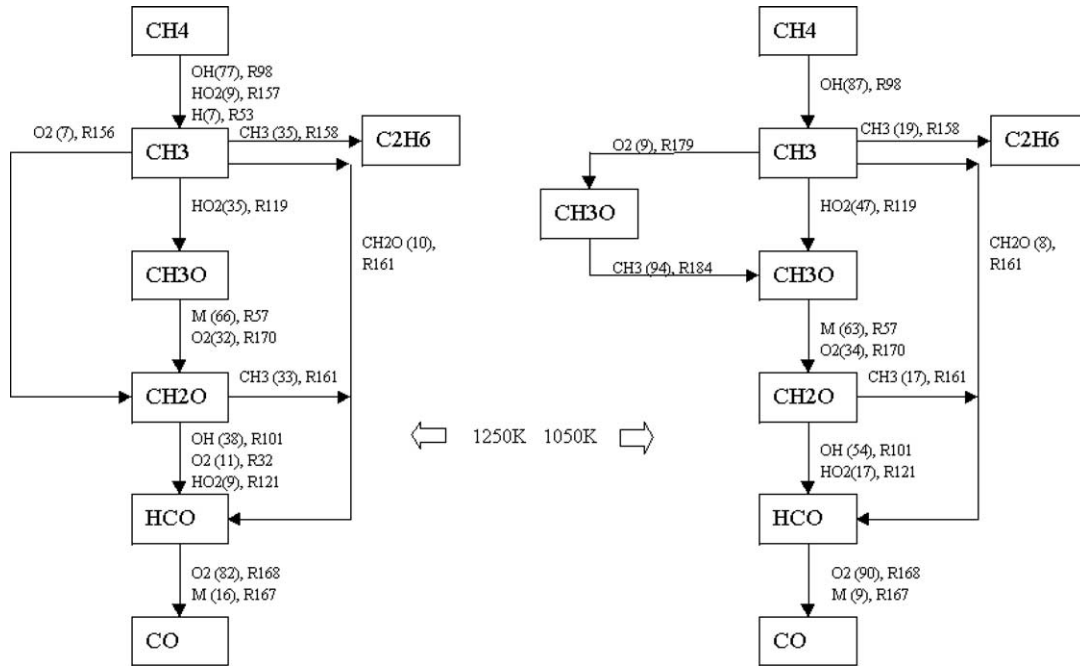 CH4
OH(77), R98
HO2(9), R157
H(7), R53
O2 (7), R156
CH3
CH3 (35), R158
C2H6
HO2(35), R119
CH2O (10),
R161
CH3O
M (66), R57
O2(32), R170
CH2O
CH3 (33), R161
OH (38), R101
O2 (11), R32
HO2(9), R121
HCO
O2 (82), R168
M (16), R167
CO
1250K 1050K
CH4
OH(87), R98
O2 (9), R179
CH3
CH3 (19), R158
C2H6
CH3O
HO2(47), R119
CH2O (8),
R161
CH3 (94), R184
CH3O
M (63), R57
O2(34), R170
CH2O
CH3 (17), R161
OH (54), R101
HO2(17), R121
HCO
O2 (90), R168
M (9), R167
CO